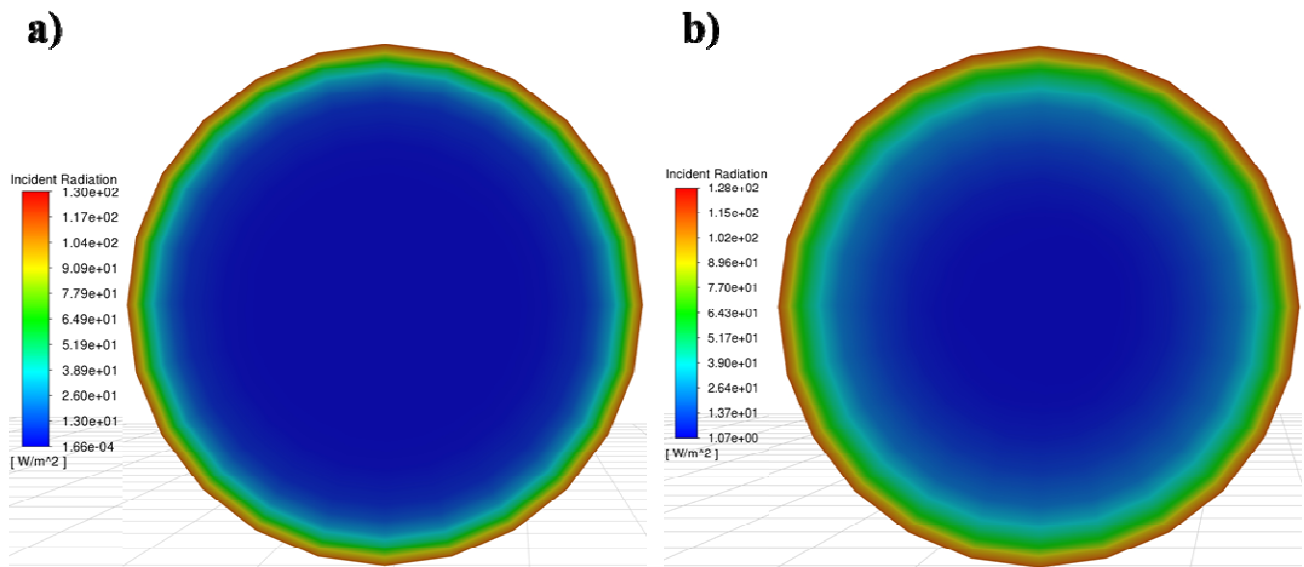 a)
Incident Radiation
1.30e+02
1.17e+02
1.04e+02
9.09e+01
7.79e+01
6.49e+01
5.19e+01
3.89e+01
2.60e+01
1.30e+01
1.66e-04
[ W/m^2 ]
b)
Incident Radiation
1.28e+02
1.15e+02
1.02e+02
8.96e+01
7.70e+01
6.43e+01
5.17e+01
3.90e+01
2.64e+01
1.37e+01
1.07e+00
[ W/m^2 ]